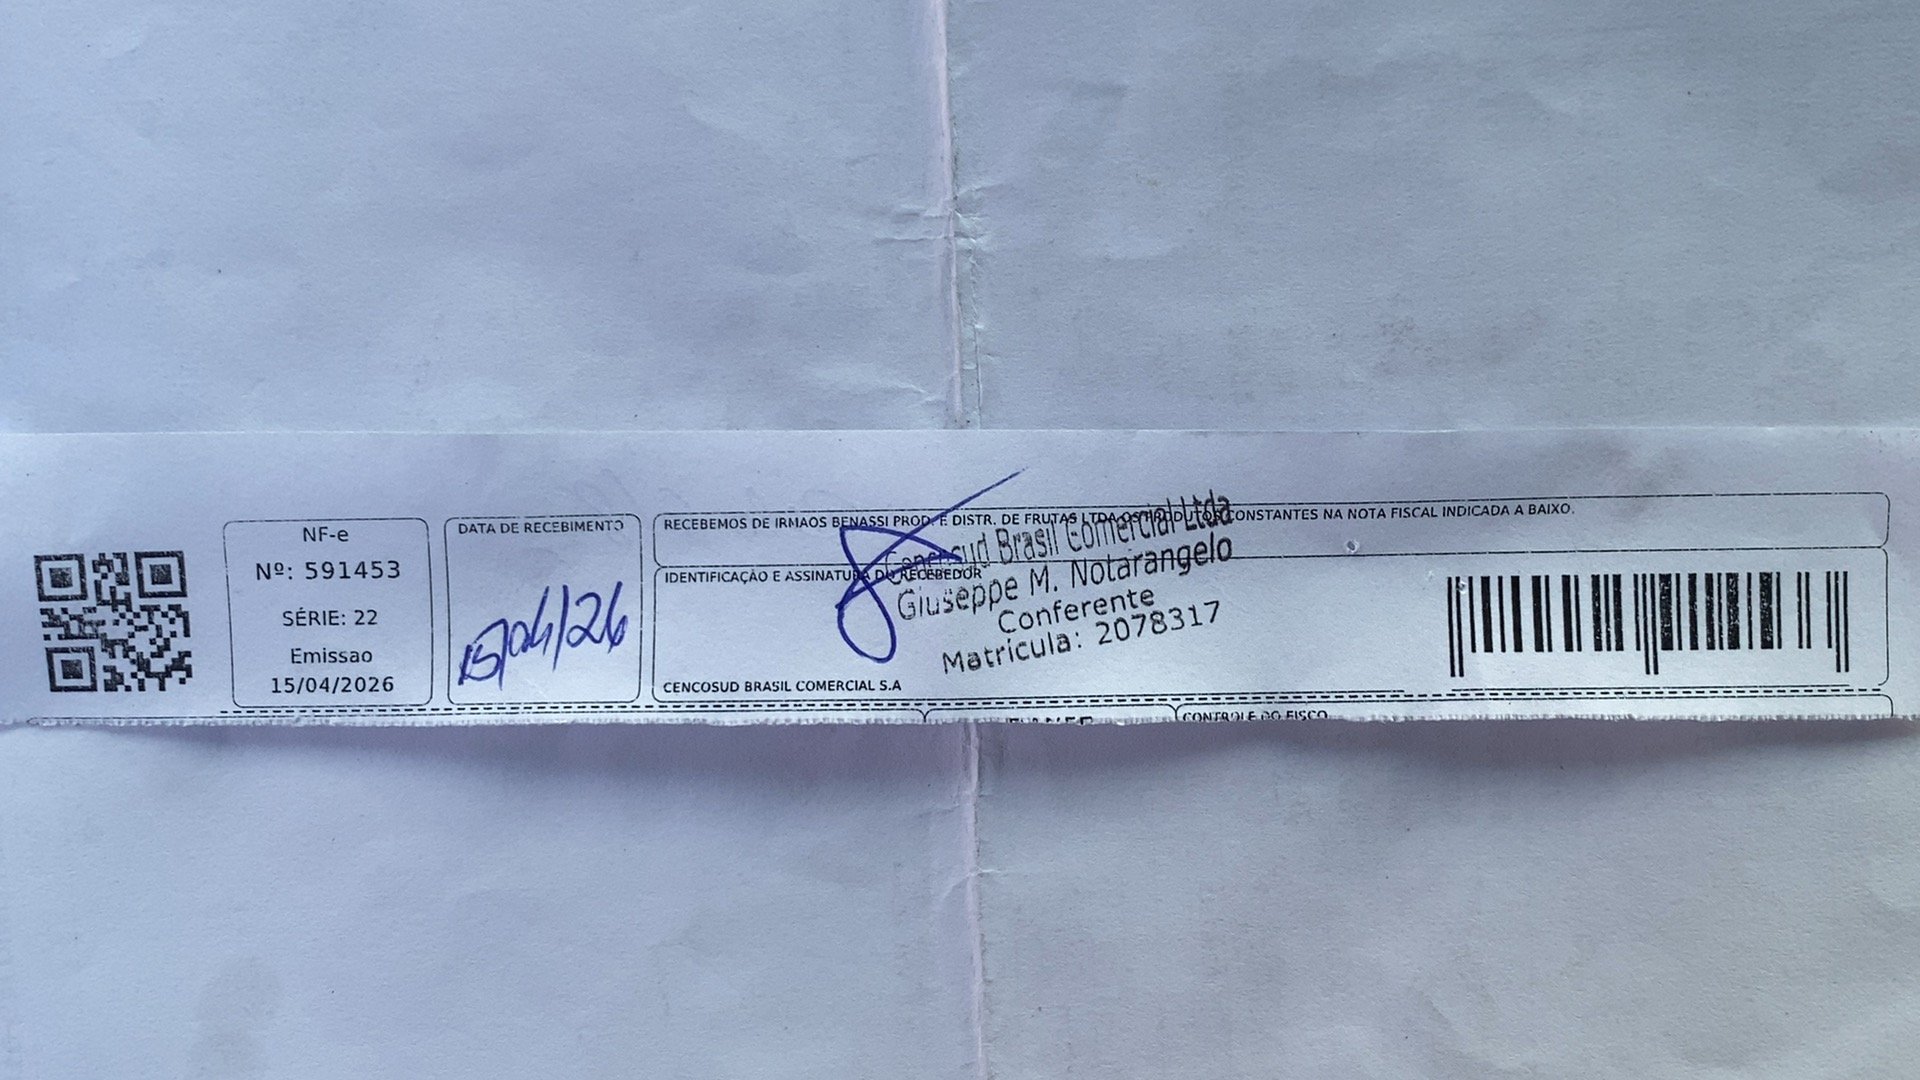 NF-e
Nº: 591453
SÉRIE: 22
Emissao
15/04/2026
DATA DE RECEBIMENTO
15/04/26
RECEBEMOS DE IRMAOS BENASSI PROD. E DISTR. DE FRUTAS LTDA OS PRODUTOS CONSTANTES NA NOTA FISCAL INDICADA A BAIXO.
IDENTIFICAÇÃO E ASSINATURA DO RECEBEDOR
Cencosud Brasil Comercial Ltda
Giuseppe M. Notarangelo
Conferente
Matrícula: 2078317
CENCOSUD BRASIL COMERCIAL S.A
CONTROLE DO FISCO